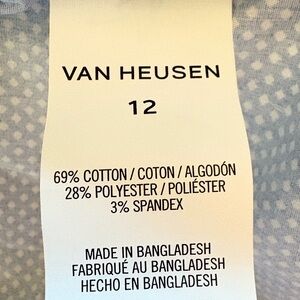 VAN HEUSEN
12
69% COTTON / COTON / ALGODÓN
28% POLYESTER / POLIÉSTER
3% SPANDEX
MADE IN BANGLADESH
FABRIQUÉ AU BANGLADESH
HECHO EN BANGLADESH